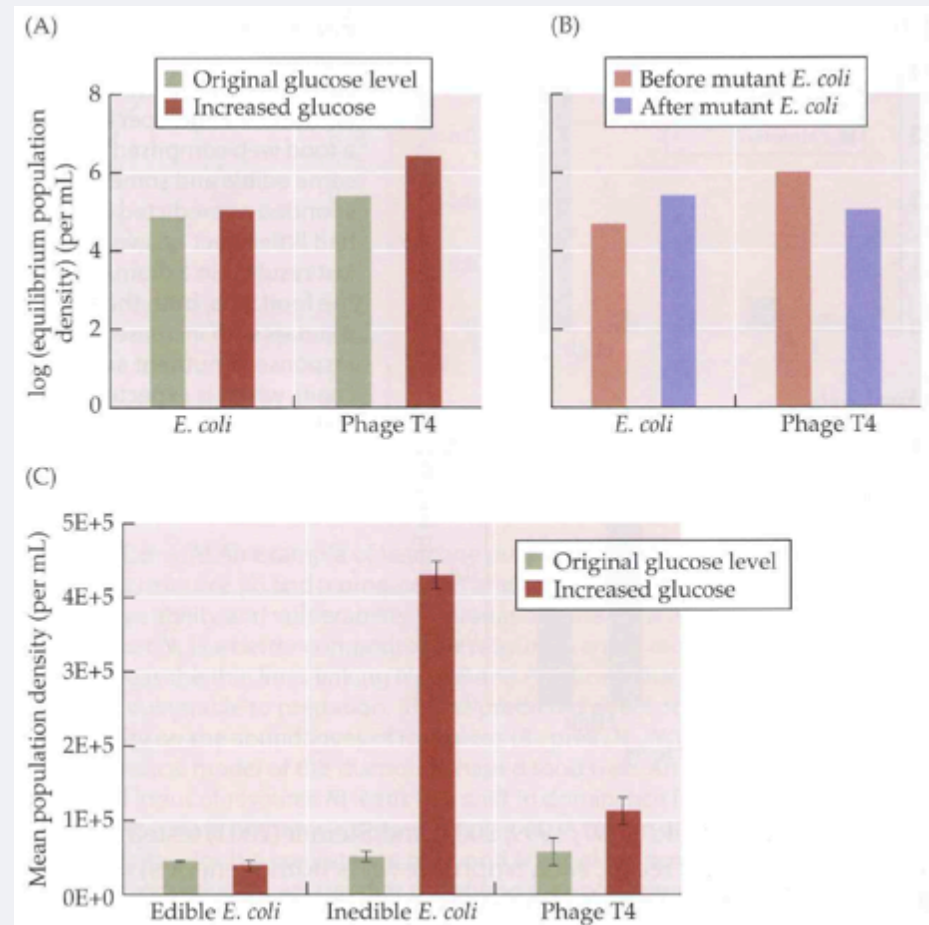 (A)
Original glucose level
Increased glucose
8
6
4
2
0
log (equilibrium population
density) (per mL)
E. coli
Phage T4
(B)
Before mutant E. coli
After mutant E. coli
E. coli
Phage T4
(C)
5E+5
4E+5
3E+5
2E+5
1E+5
0E+0
Mean population density (per mL)
Original glucose level
Increased glucose
Edible E. coli
Inedible E. coli
Phage T4